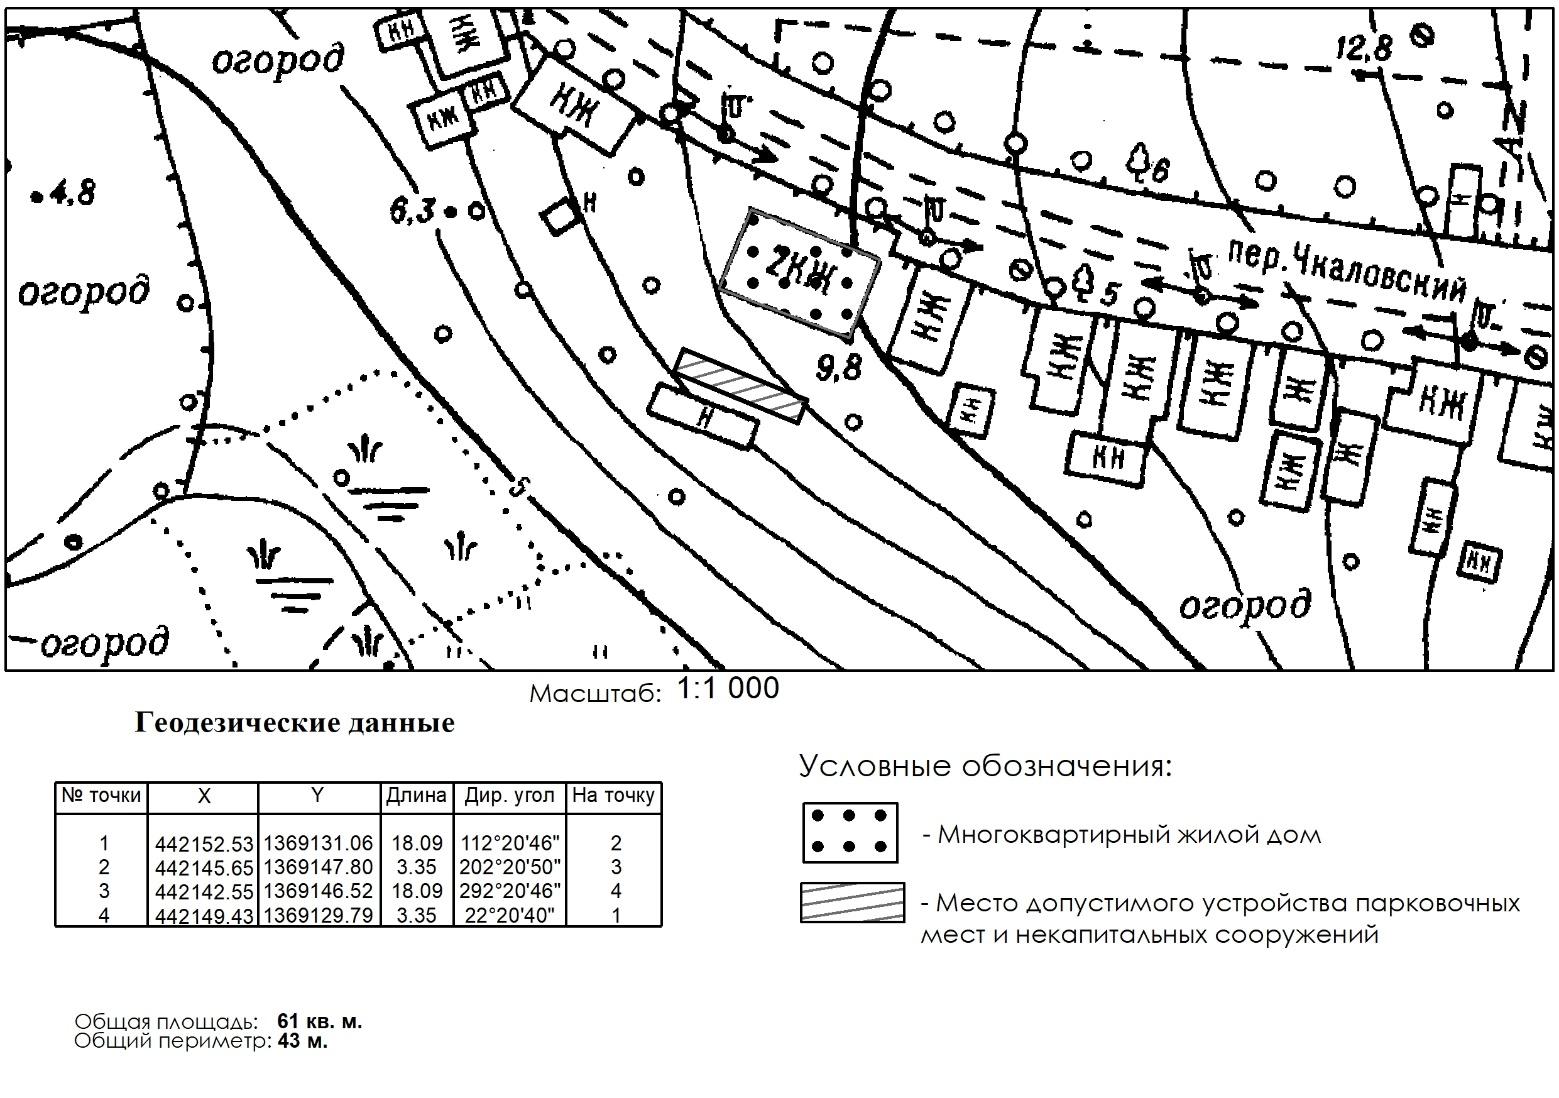 КН
КЖ
огород
12,8
КЖ
КН
КЖ
6
4,8
6,3
Н
Н
пер. Чкаловский
огород
2КЖ
5
КЖ
9,8
КЖ
КЖ
КЖ
КЖ
КЖ
КЖ
КН
Н
Ж
КН
КЖ
5
КН
КН
огород
огород
Масштаб: 1:1 000
Геодезические данные
№ точки X Y Длина Дир. угол На точку
1 442152.53 1369131.06 18.09 112°20'46" 2
2 442145.65 1369147.80 3.35 202°20'50" 3
3 442142.55 1369146.52 18.09 292°20'46" 4
4 442149.43 1369129.79 3.35 22°20'40" 1
Общая площадь: 61 кв. м.
Общий периметр: 43 м.
Условные обозначения:
- Многоквартирный жилой дом
- Место допустимого устройства парковочных
мест и некапитальных сооружений